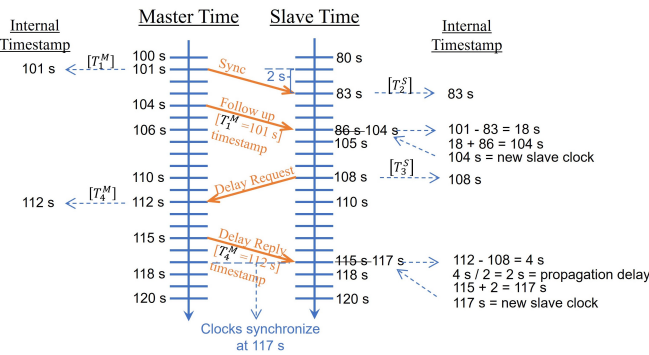 Master Time
Slave Time
Internal
Timestamp
Internal
Timestamp
100 s
80 s
101 s
[T₁ᴹ]
101 s
Sync
2 s
83 s
[T₂ˢ]
83 s
104 s
Follow up
106 s
[T₁ᴹ =101 s]
timestamp
86 s 104 s
105 s
101 - 83 = 18 s
18 + 86 = 104 s
104 s = new slave clock
110 s
Delay Request
108 s
[T₃ˢ]
108 s
112 s
[T₄ᴹ]
112 s
110 s
115 s
Delay Reply
[T₄ᴹ =112 s]
timestamp
115 s 117 s
112 - 108 = 4 s
4 s / 2 = 2 s = propagation delay
115 + 2 = 117 s
117 s = new slave clock
118 s
118 s
120 s
120 s
Clocks synchronize
at 117 s